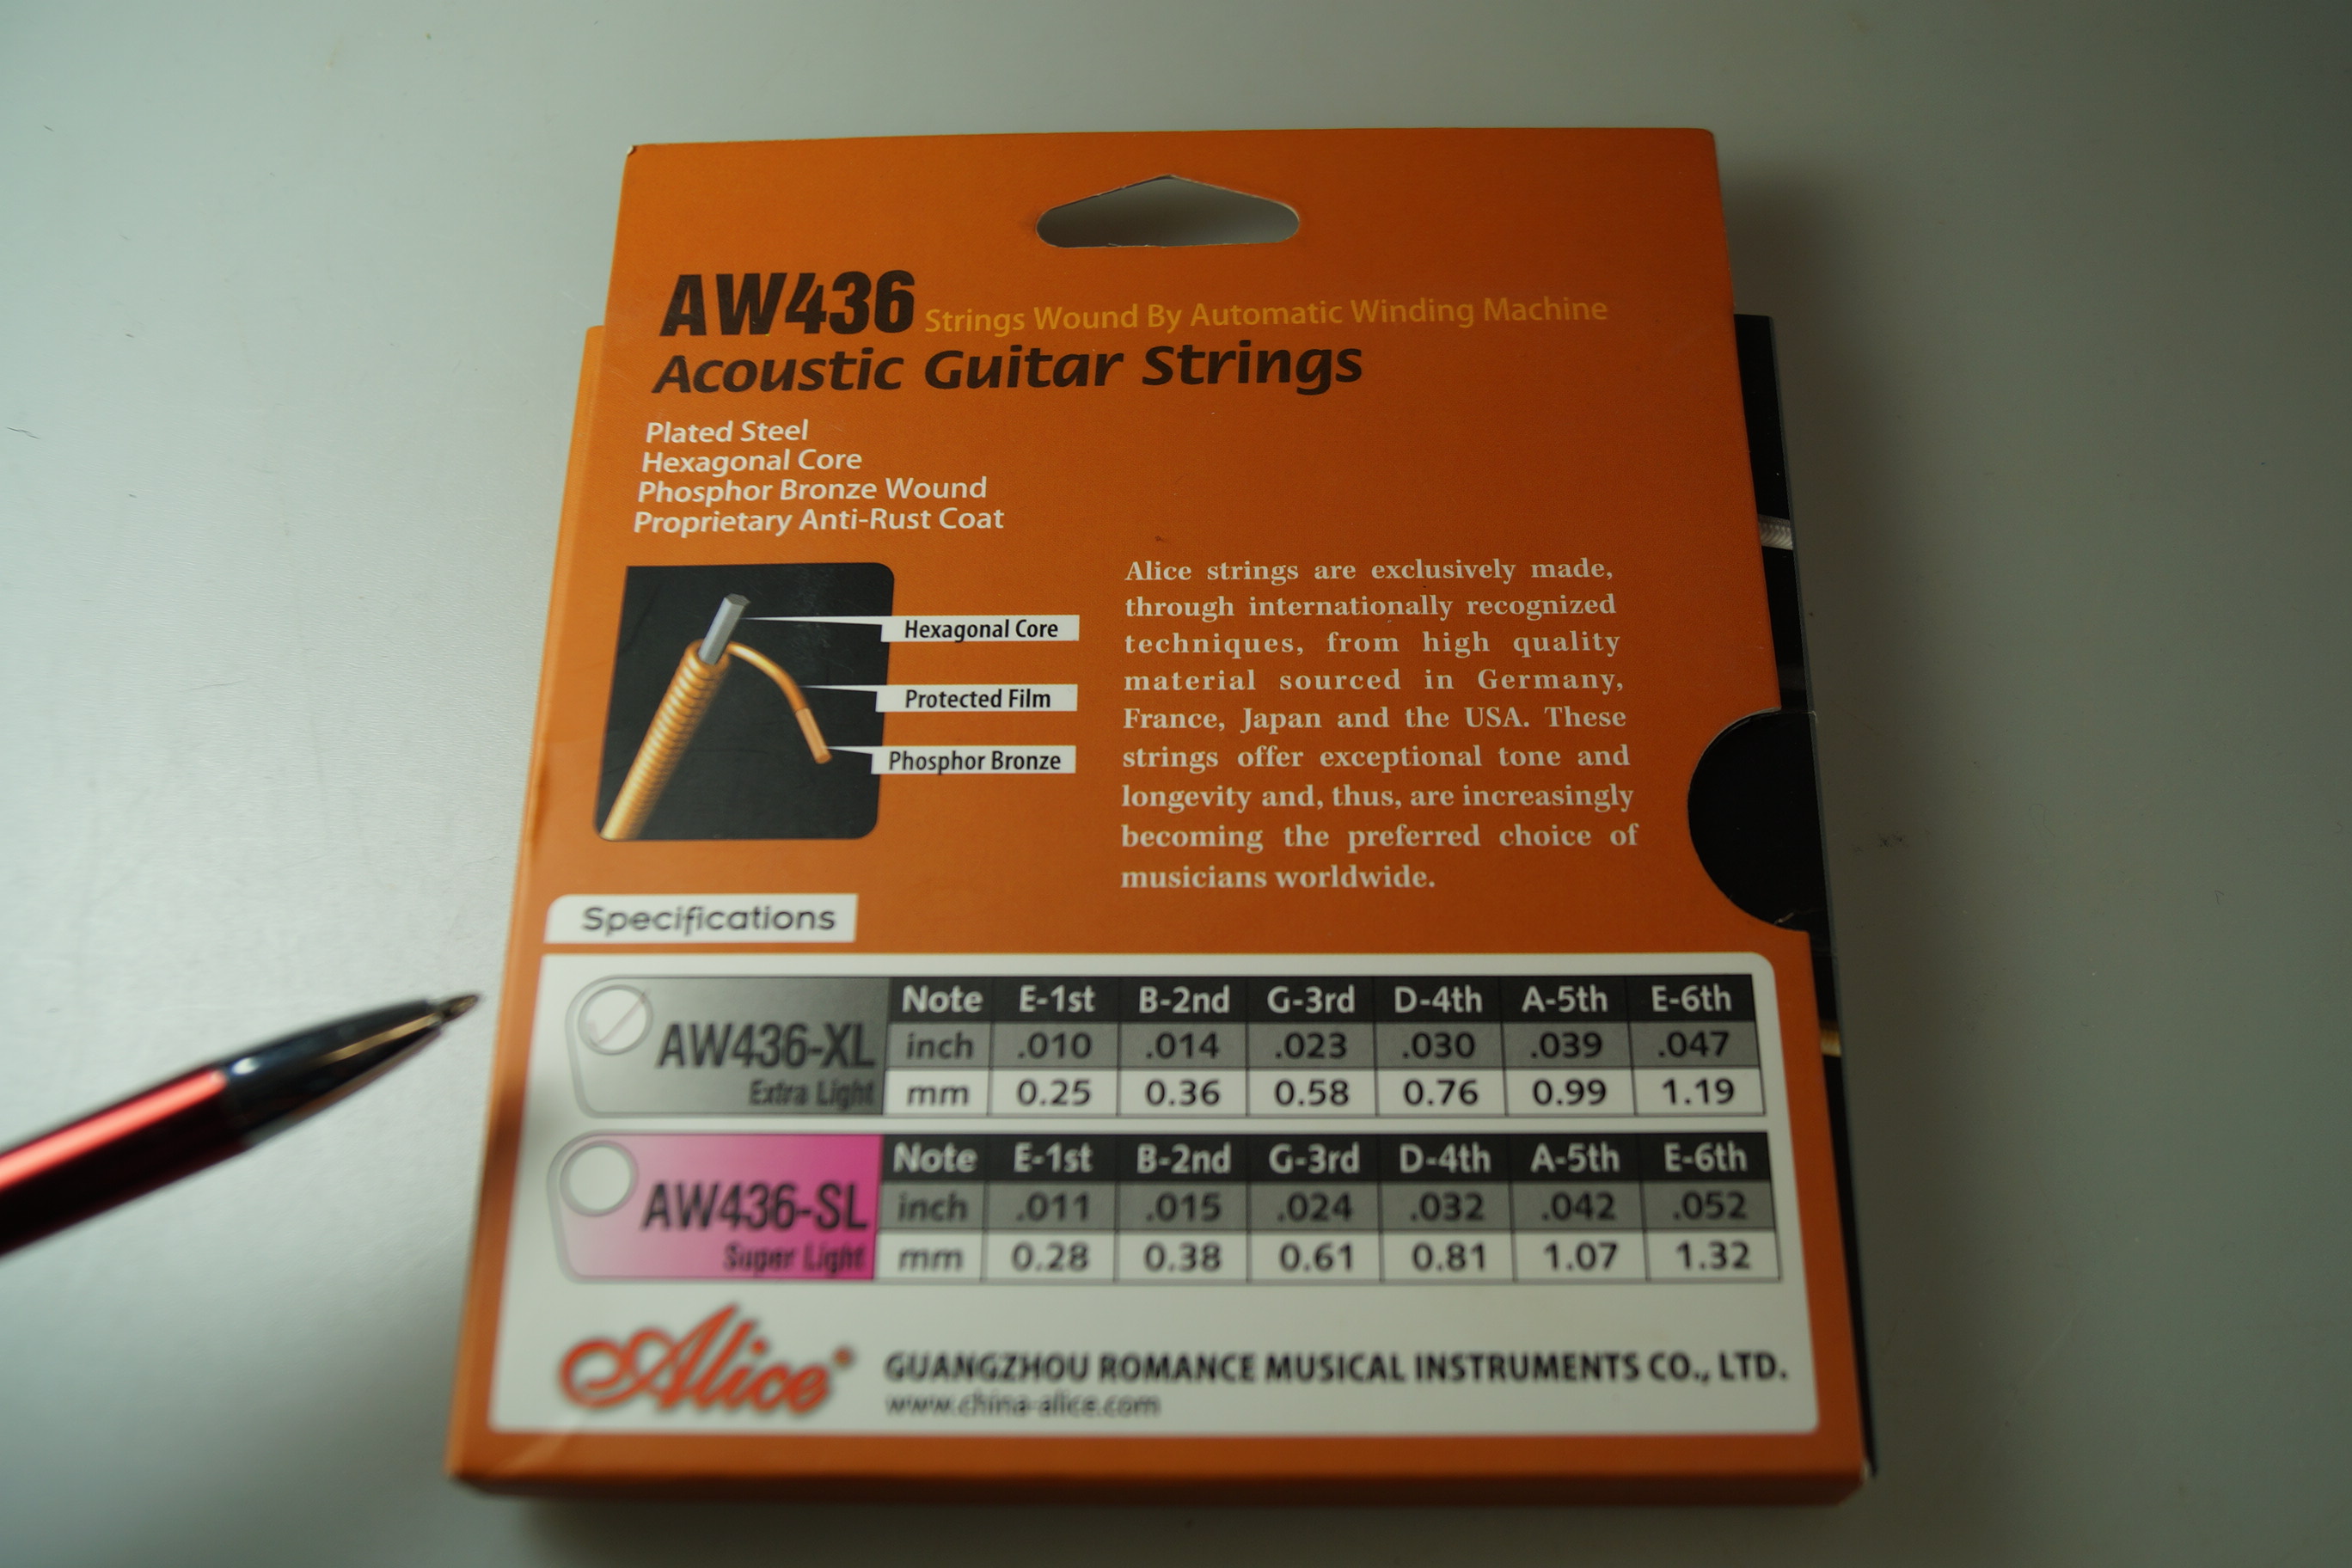 AW436 Strings Wound By Automatic Winding Machine
Acoustic Guitar Strings
Plated Steel
Hexagonal Core
Phosphor Bronze Wound
Proprietary Anti-Rust Coat
Hexagonal Core
Protected Film
Phosphor Bronze
Alice strings are exclusively made,
through internationally recognized
techniques, from high quality
material sourced in Germany,
France, Japan and the USA. These
strings offer exceptional tone and
longevity and, thus, are increasingly
becoming the preferred choice of
musicians worldwide.
Specifications
AW436-XL
Extra Light
Note E-1st B-2nd G-3rd D-4th A-5th E-6th
inch .010 .014 .023 .030 .039 .047
mm 0.25 0.36 0.58 0.76 0.99 1.19
AW436-SL
Super Light
Note E-1st B-2nd G-3rd D-4th A-5th E-6th
inch .011 .015 .024 .032 .042 .052
mm 0.28 0.38 0.61 0.81 1.07 1.32
Alice
GUANGZHOU ROMANCE MUSICAL INSTRUMENTS CO., LTD.
www.china-alice.com